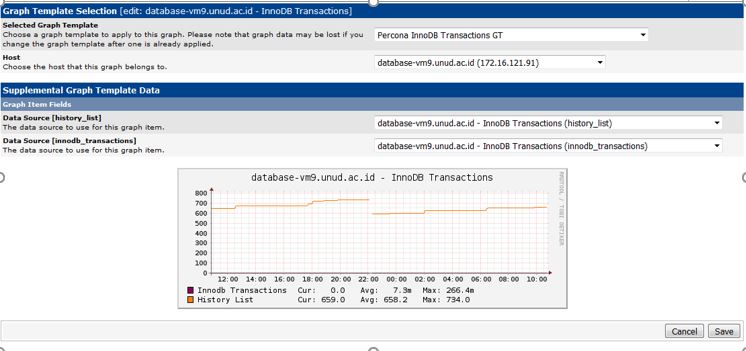 Graph Template Selection [edit: database-vm9.unud.ac.id - InnoDB Transactions]
Selected Graph Template
Choose a graph template to apply to this graph. Please note that graph data may be lost if you
change the graph template after one is already applied.
Percona InnoDB Transactions GT
Host
Choose the host that this graph belongs to.
database-vm9.unud.ac.id (172.16.121.91)
Supplemental Graph Template Data
Graph Item Fields
Data Source [history_list]
The data source to use for this graph item.
database-vm9.unud.ac.id - InnoDB Transactions (history_list)
Data Source [innodb_transactions]
The data source to use for this graph item.
database-vm9.unud.ac.id - InnoDB Transactions (innodb_transactions)
database-vm9.unud.ac.id - InnoDB Transactions
RRDTOOL / TOBI OETIKER
800
700
600
500
400
300
200
100
0
12:00 14:00 16:00 18:00 20:00 22:00 00:00 02:00 04:00 06:00 08:00 10:00
Innodb Transactions Cur: 0.0 Avg: 7.3m Max: 266.4m
History List Cur: 659.0 Avg: 658.2 Max: 734.0
Cancel Save